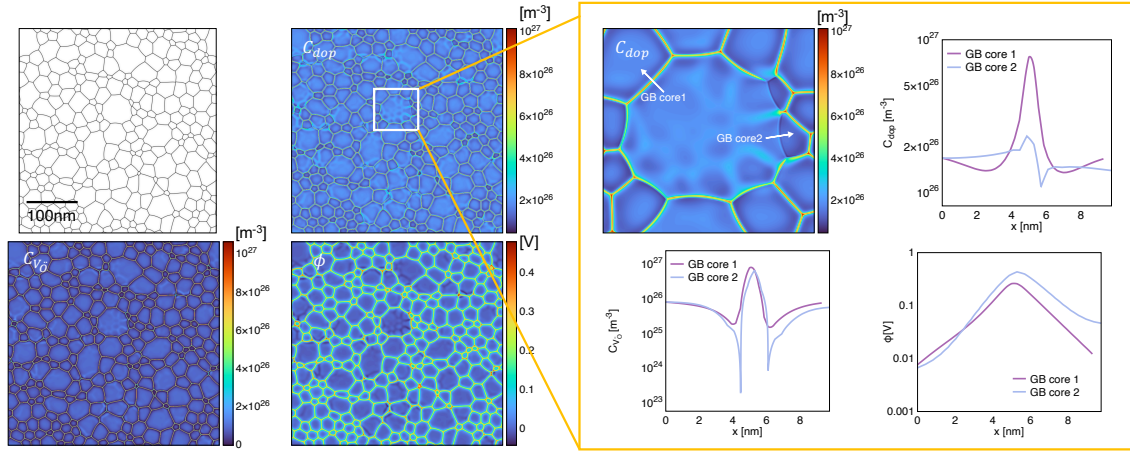 100nm
C_dop
[m⁻³]
10²⁷
8×10²⁶
6×10²⁶
4×10²⁶
2×10²⁶
C_dop
GB core1
GB core2
[m⁻³]
10²⁷
8×10²⁶
6×10²⁶
4×10²⁶
2×10²⁶
GB core 1
GB core 2
C_dop [m⁻³]
10²⁷
5×10²⁶
2×10²⁶
10²⁶
0 2 4 6 8
x [nm]
C_VÖ
[m⁻³]
10²⁷
8×10²⁶
6×10²⁶
4×10²⁶
2×10²⁶
0
ϕ
[V]
0.4
0.3
0.2
0.1
0
GB core 1
GB core 2
C_VÖ [m⁻³]
10²⁷
10²⁶
10²⁵
10²⁴
10²³
0 2 4 6 8
x [nm]
ϕ[V]
1
0.1
0.01
0.001
GB core 1
GB core 2
0 2 4 6 8
x [nm]